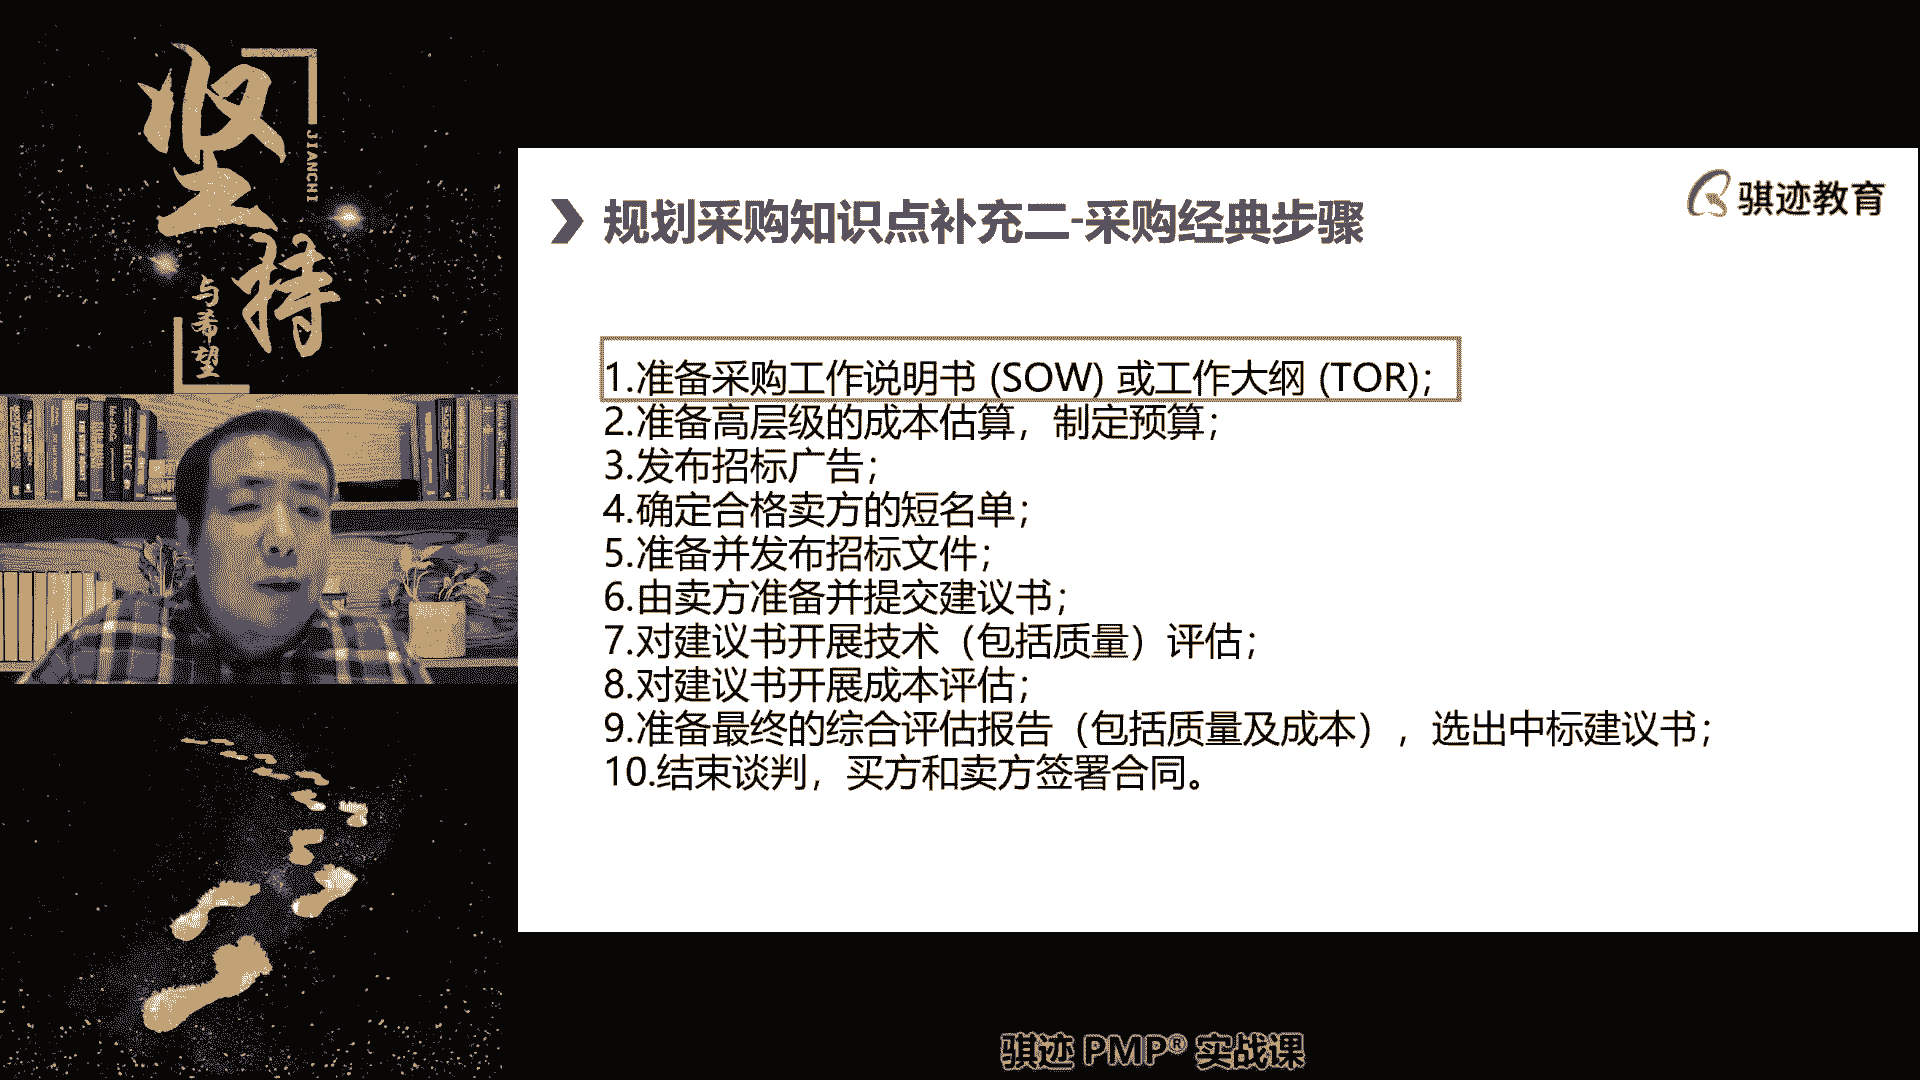 坚持
JIANCHI
与希望
骐迹教育
规划采购知识点补充二-采购经典步骤
1.准备采购工作说明书 (SOW) 或工作大纲 (TOR)；
2.准备高层级的成本估算，制定预算；
3.发布招标广告；
4.确定合格卖方的短名单；
5.准备并发布招标文件；
6.由卖方准备并提交建议书；
7.对建议书开展技术（包括质量）评估；
8.对建议书开展成本评估；
9.准备最终的综合评估报告（包括质量及成本），选出中标建议书；
10.结束谈判，买方和卖方签署合同。
骐迹 PMP® 实战课